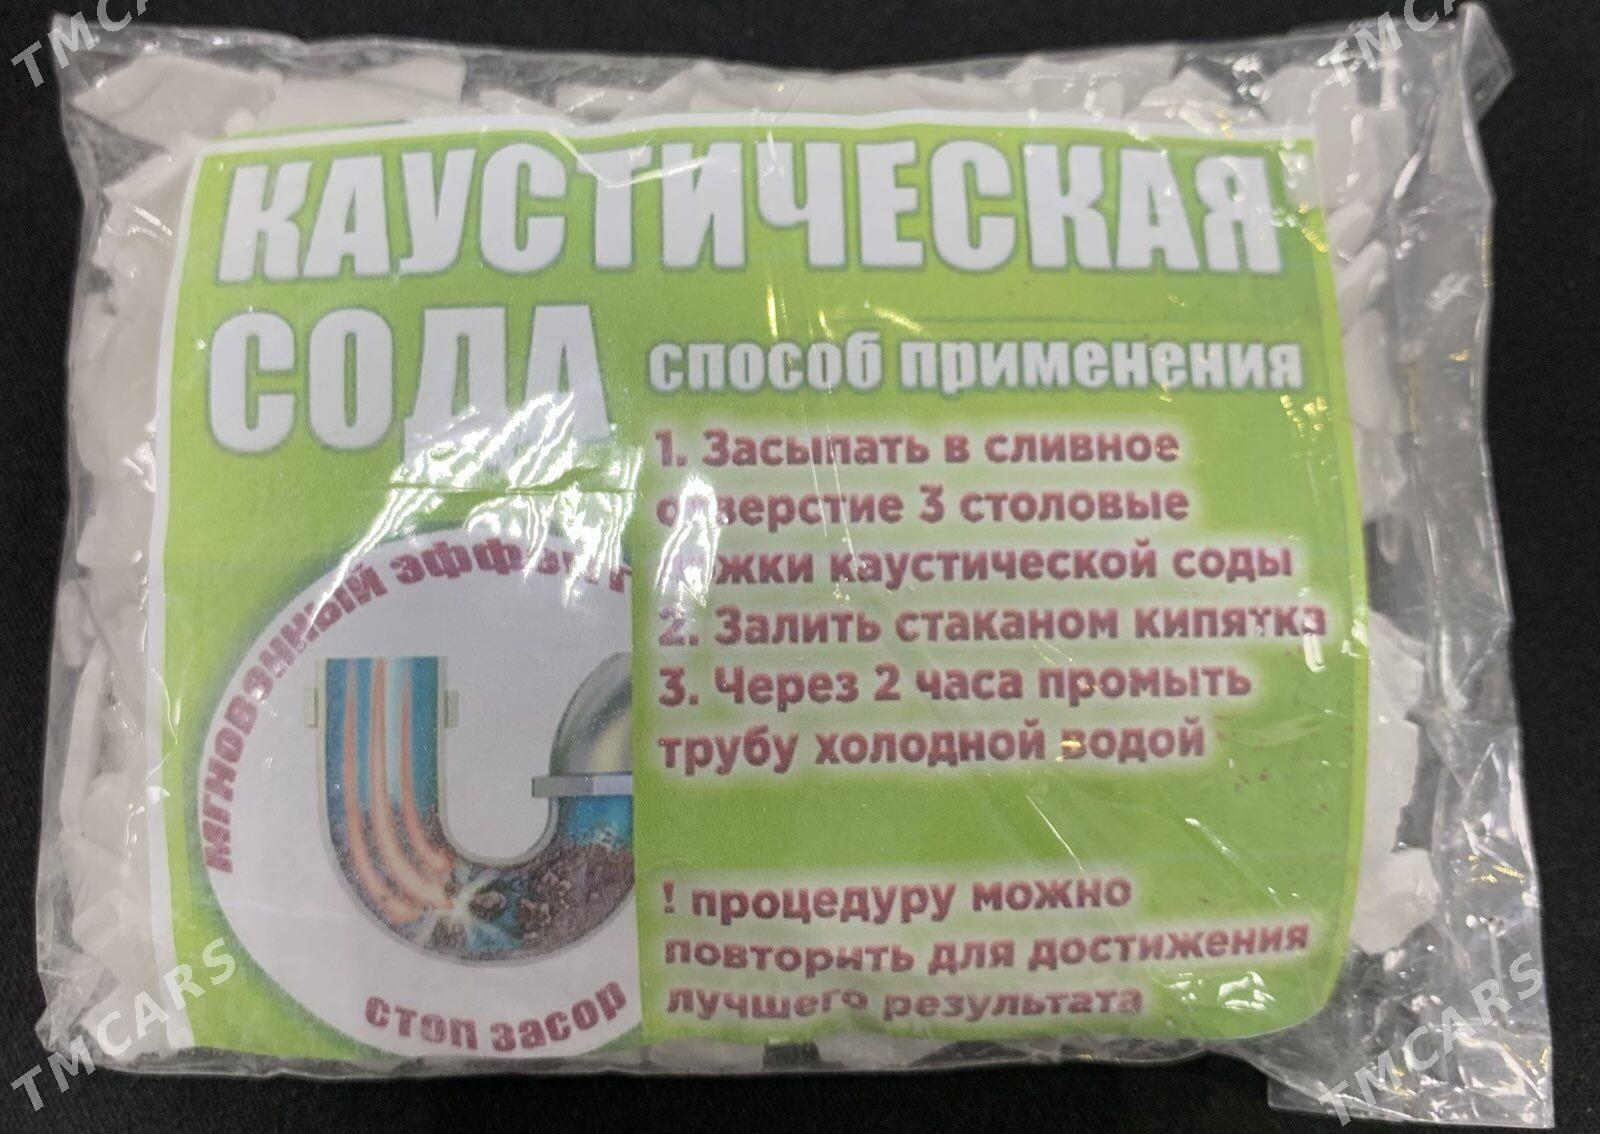 TMCARS
TMCARS
КАУСТИЧЕСКАЯ
СОДА
способ применения
1. Засыпать в сливное
отверстие 3 столовые
ложки каустической соды
2. Залить стаканом кипятка
3. Через 2 часа промыть
трубу холодной водой
! процедуру можно
повторить для достижения
лучшего результата
мгновенный эффект
стоп засор
TMCARS
TMCARS